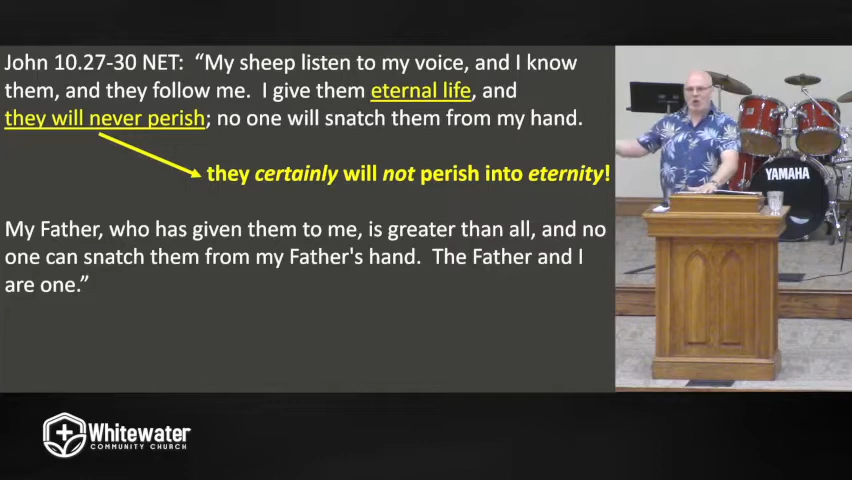 John 10.27-30 NET: “My sheep listen to my voice, and I know
them, and they follow me. I give them eternal life, and
they will never perish; no one will snatch them from my hand.
they certainly will not perish into eternity!
My Father, who has given them to me, is greater than all, and no
one can snatch them from my Father's hand. The Father and I
are one.”
YAMAHA
Whitewater
COMMUNITY CHURCH